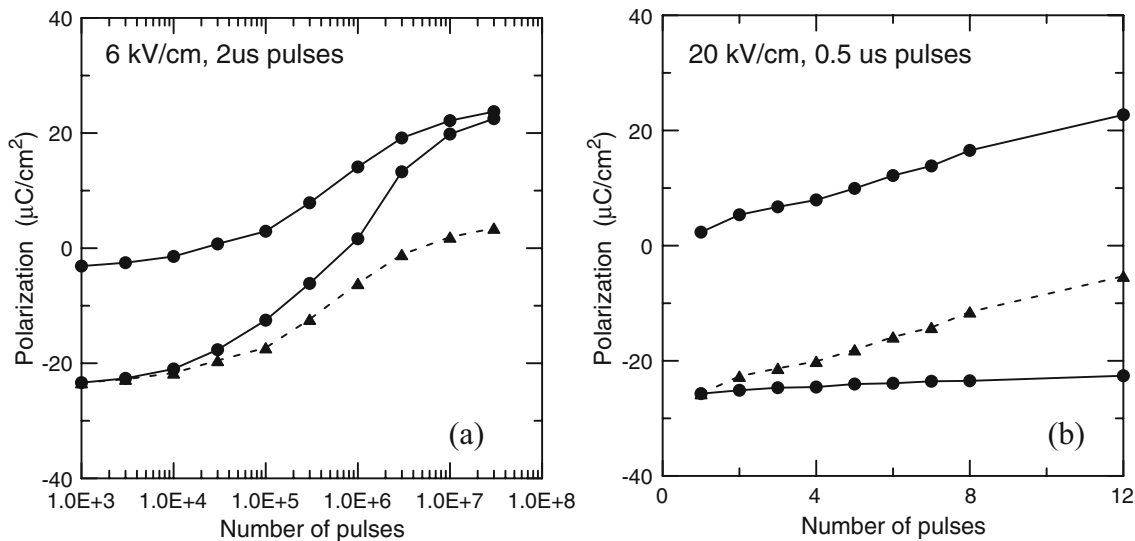 40
6 kV/cm, 2us pulses
20
0
-20
-40
Polarization (μC/cm²)
(a)
1.0E+3 1.0E+4 1.0E+5 1.0E+6 1.0E+7 1.0E+8
Number of pulses
40
20 kV/cm, 0.5 us pulses
20
0
-20
-40
Polarization (μC/cm²)
(b)
0 4 8 12
Number of pulses